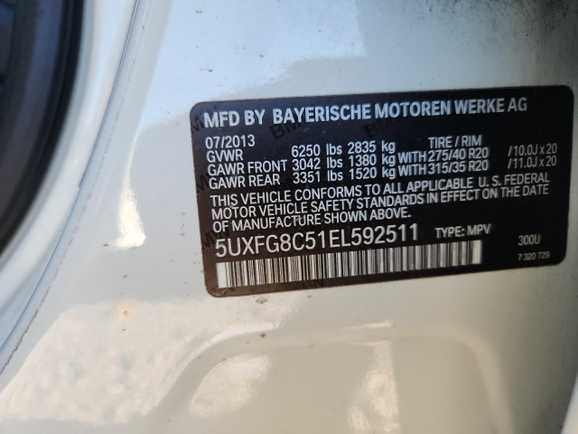 MFD BY BAYERISCHE MOTOREN WERKE AG
07/2013 TIRE / RIM
GVWR 6250 lbs 2835 kg
GAWR FRONT 3042 lbs 1380 kg WITH 275/40 R20 /10.0J x 20
GAWR REAR 3351 lbs 1520 kg WITH 315/35 R20 /11.0J x 20
THIS VEHICLE CONFORMS TO ALL APPLICABLE U. S. FEDERAL
MOTOR VEHICLE SAFETY STANDARDS IN EFFECT ON THE DATE
OF MANUFACTURE SHOWN ABOVE.
5UXFG8C51EL592511 TYPE: MPV
300U
7 320 729